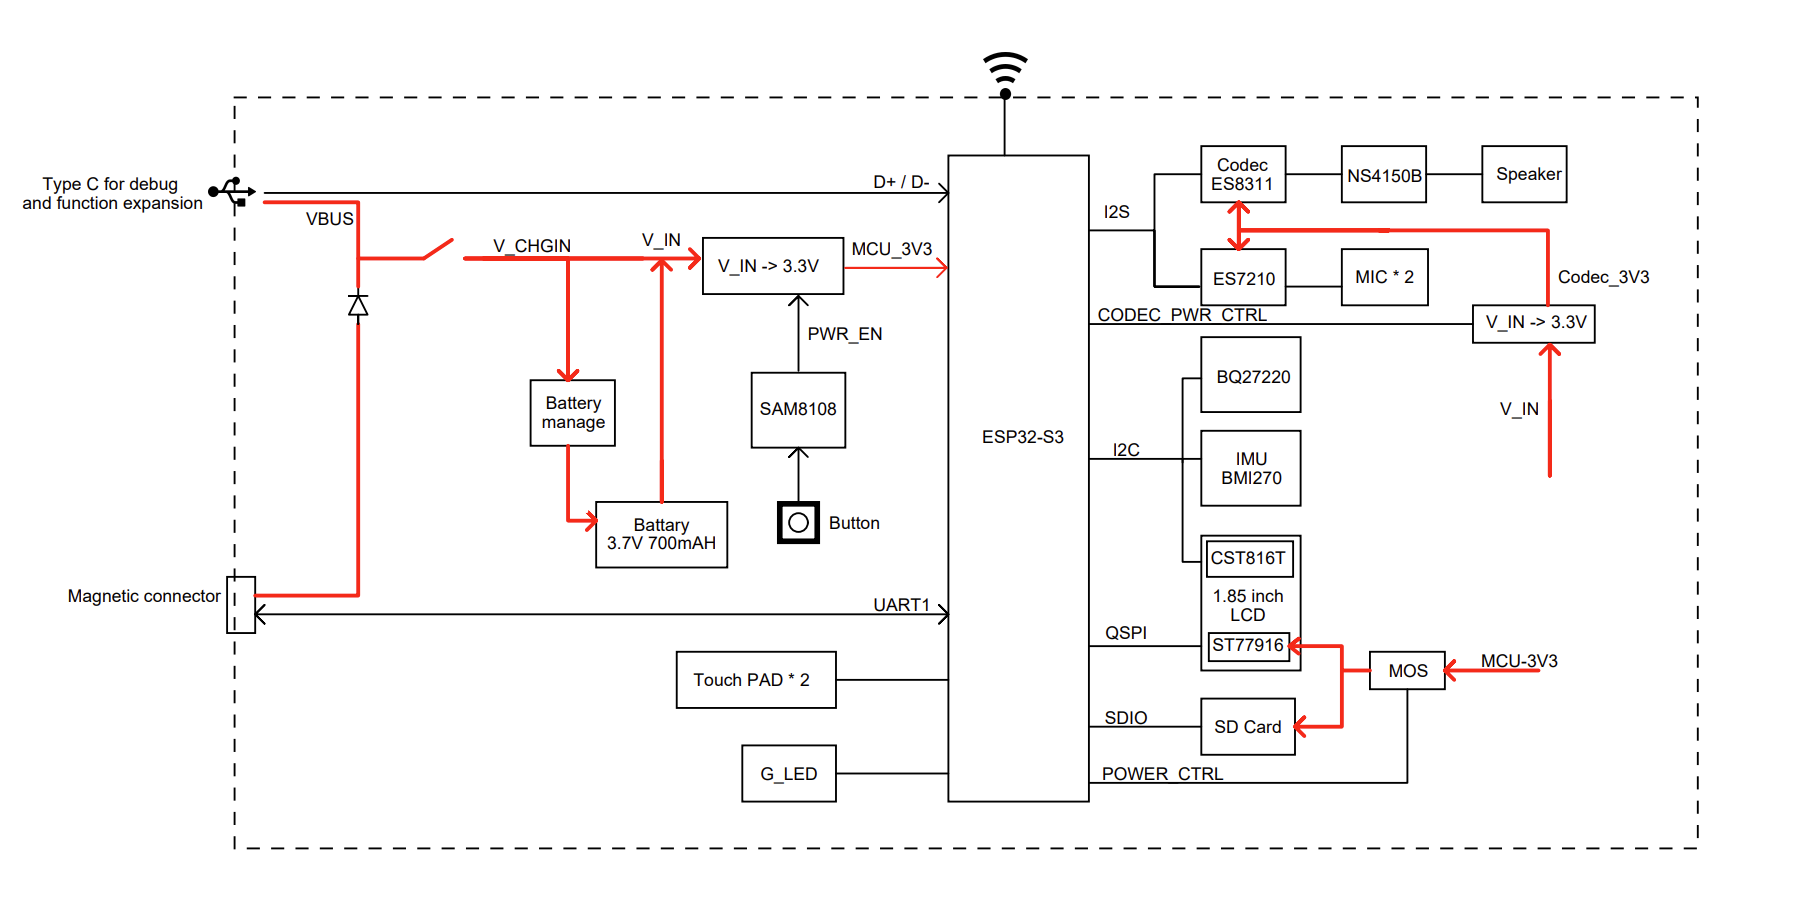 Type C for debug
and function expansion
D+ / D-
VBUS
V_CHGIN
V_IN
V_IN -> 3.3V
MCU_3V3
PWR_EN
SAM8108
Button
Battery
manage
Battary
3.7V 700mAH
Magnetic connector
UART1
Touch PAD * 2
G_LED
ESP32-S3
I2S
Codec
ES8311
NS4150B
Speaker
ES7210
MIC * 2
Codec_3V3
CODEC_PWR_CTRL
V_IN -> 3.3V
V_IN
BQ27220
I2C
IMU
BMI270
CST816T
1.85 inch
LCD
QSPI
ST77916
MOS
MCU-3V3
SDIO
SD Card
POWER_CTRL